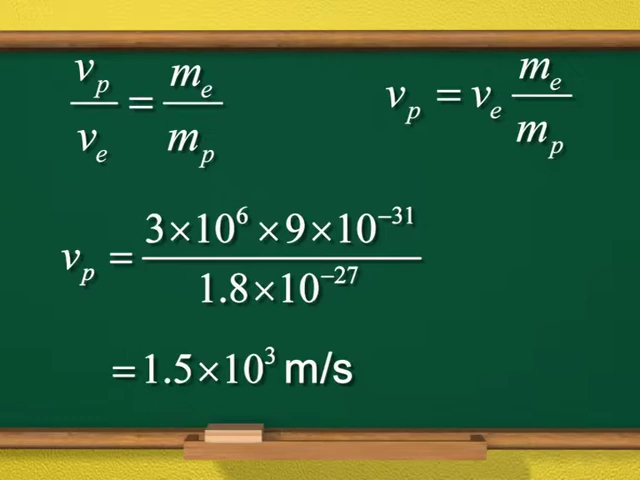 v_p/v_e = m_e/m_p
v_p = v_e m_e/m_p
v_p = 3×10^6 ×9×10^−31/1.8×10^−27
=1.5×10^3 m/s